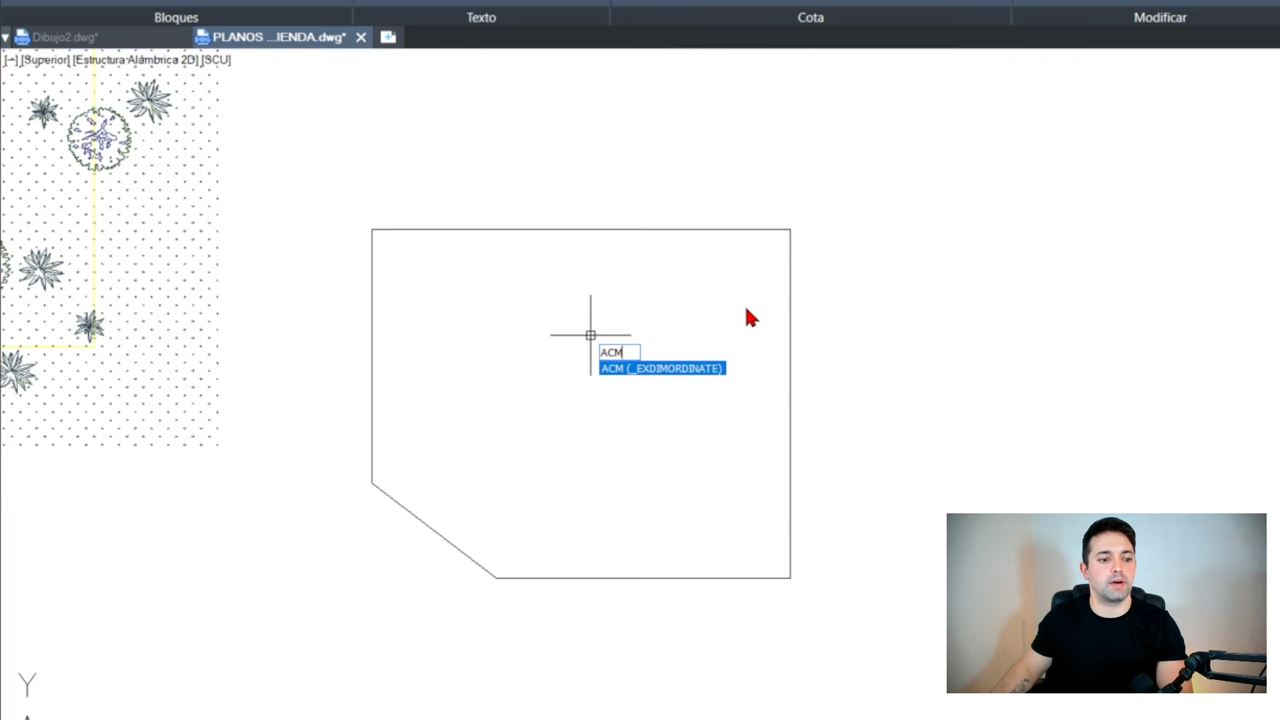 Bloques Texto Cota Modificar
Dibujo2.dwg* PLANOS ...IENDA.dwg*
[−] [Superior] [Estructura Alámbrica 2D] [SCU]
ACM
ACM (_EXDIMORDINATE)
Y